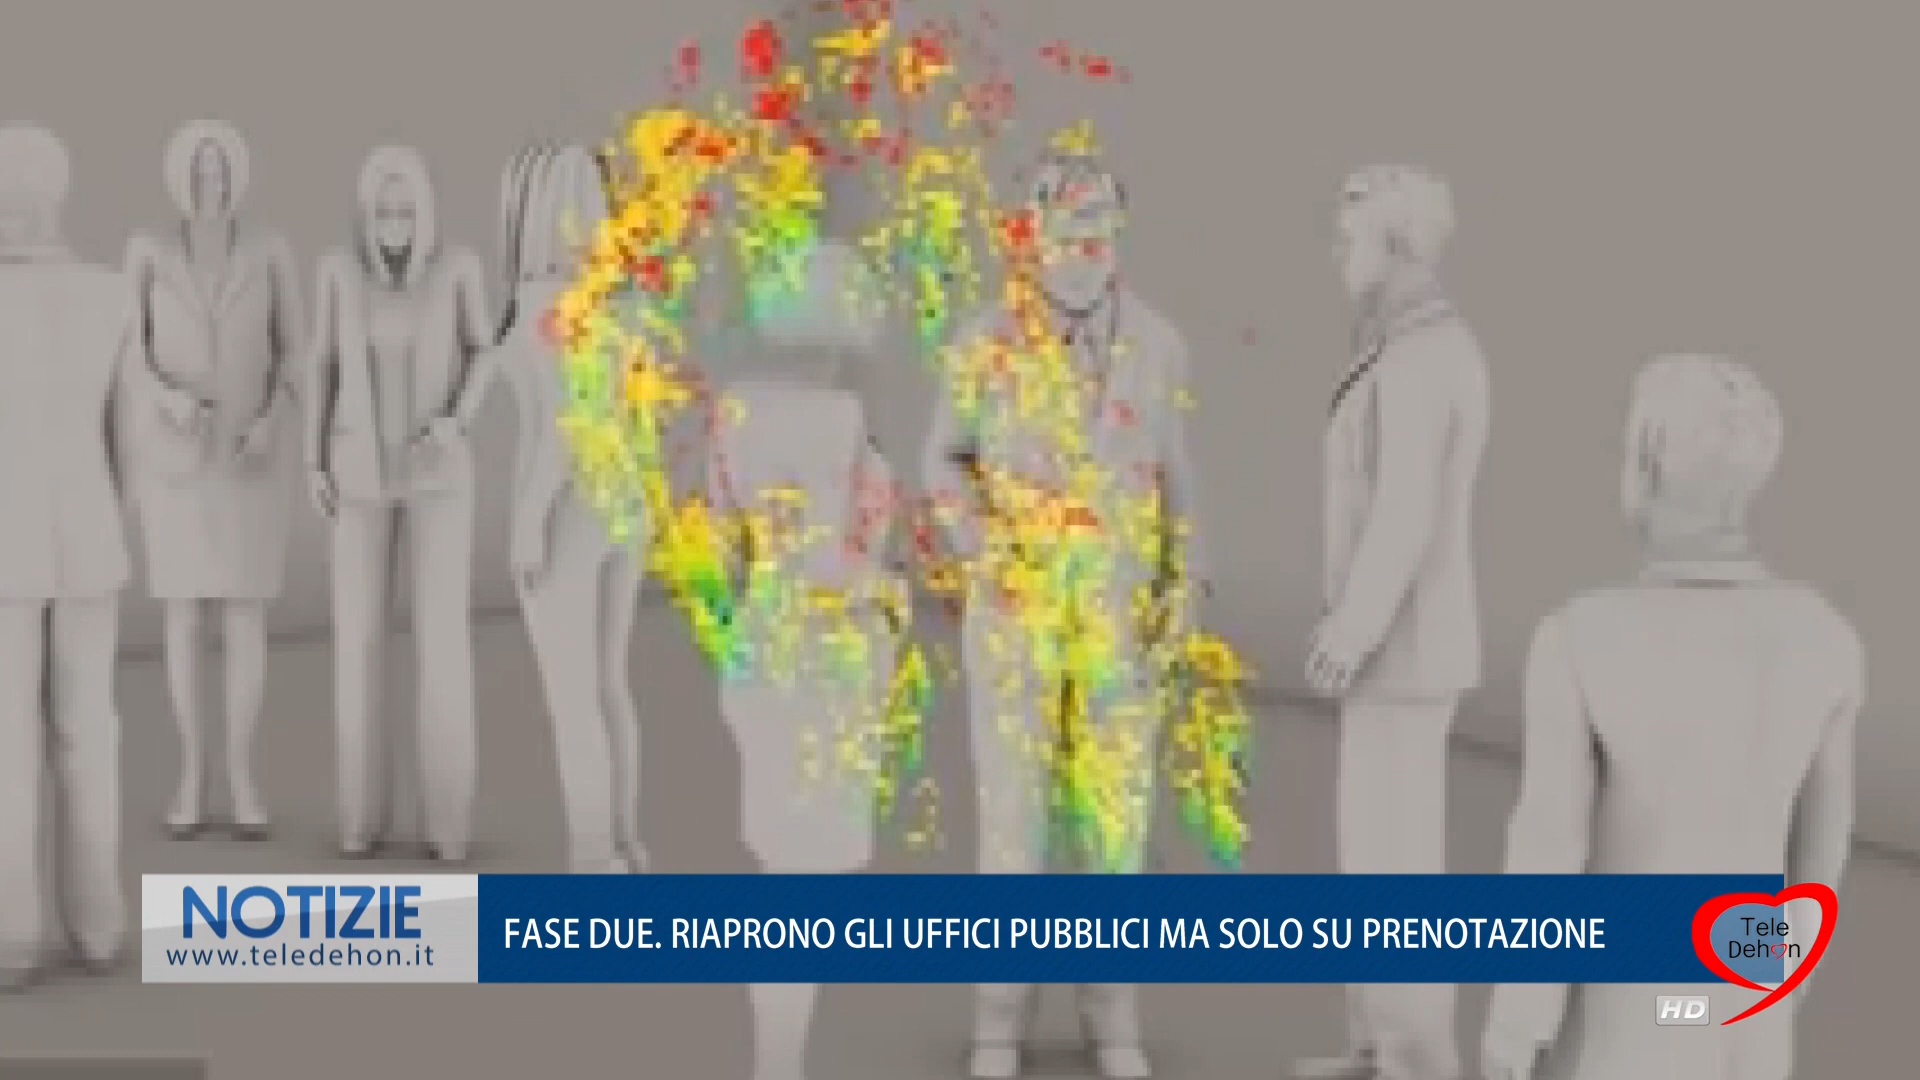 NOTIZIE
www.teledehon.it
FASE DUE. RIAPRONO GLI UFFICI PUBBLICI MA SOLO SU PRENOTAZIONE
Tele
Dehon
HD